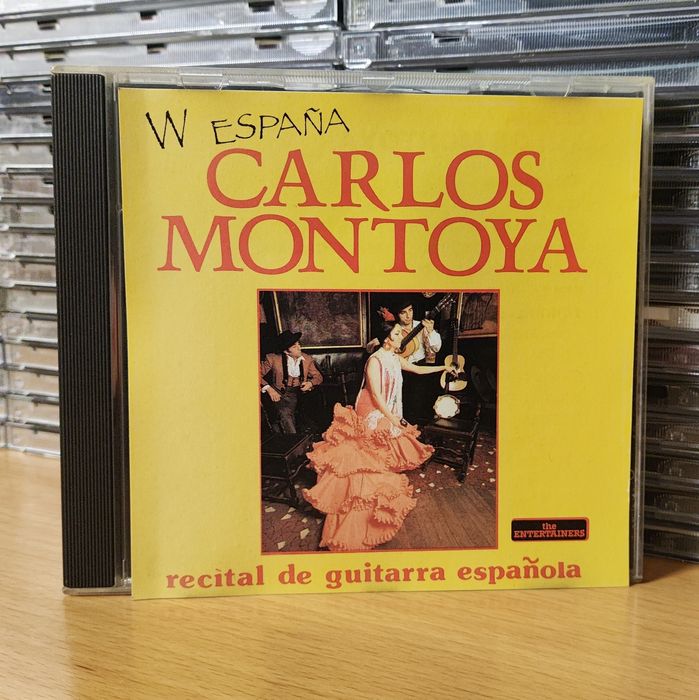 W ESPAÑA
CARLOS
MONTOYA
the
ENTERTAINERS
recital de guitarra española